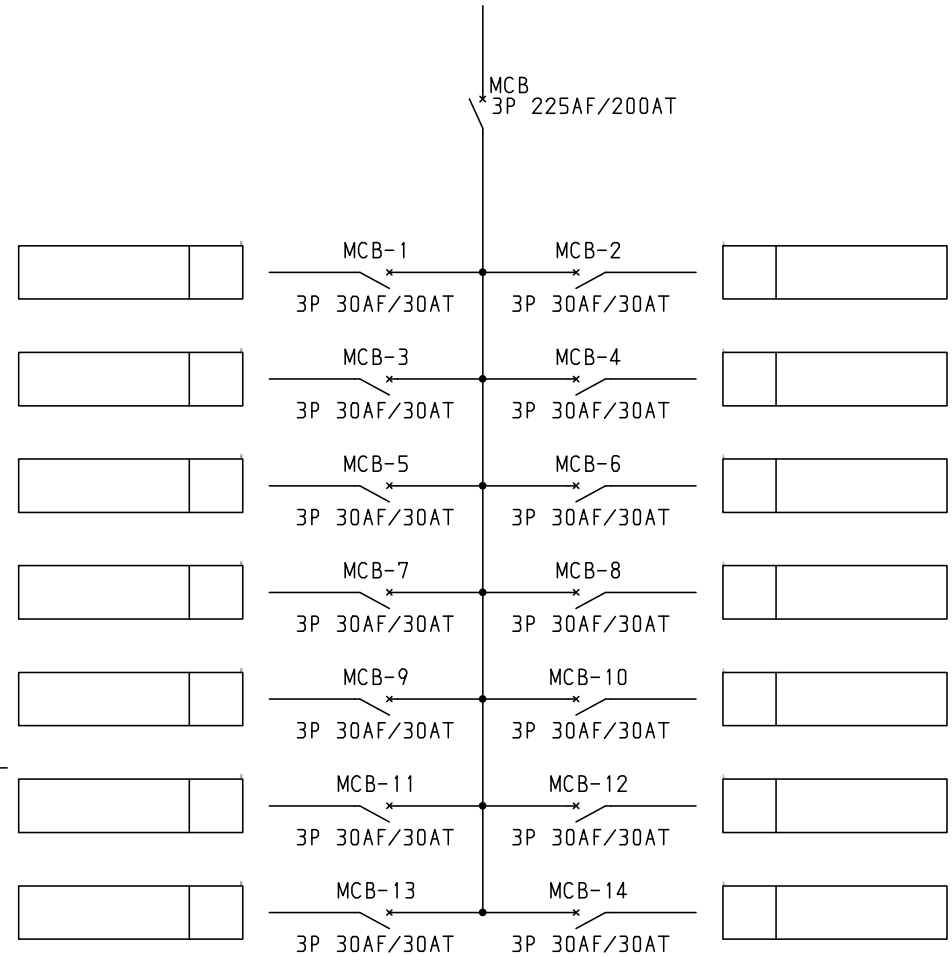 MCB
3P 225AF/200AT
MCB-1 MCB-2
3P 30AF/30AT 3P 30AF/30AT
MCB-3 MCB-4
3P 30AF/30AT 3P 30AF/30AT
MCB-5 MCB-6
3P 30AF/30AT 3P 30AF/30AT
MCB-7 MCB-8
3P 30AF/30AT 3P 30AF/30AT
MCB-9 MCB-10
3P 30AF/30AT 3P 30AF/30AT
MCB-11 MCB-12
3P 30AF/30AT 3P 30AF/30AT
MCB-13 MCB-14
3P 30AF/30AT 3P 30AF/30AT